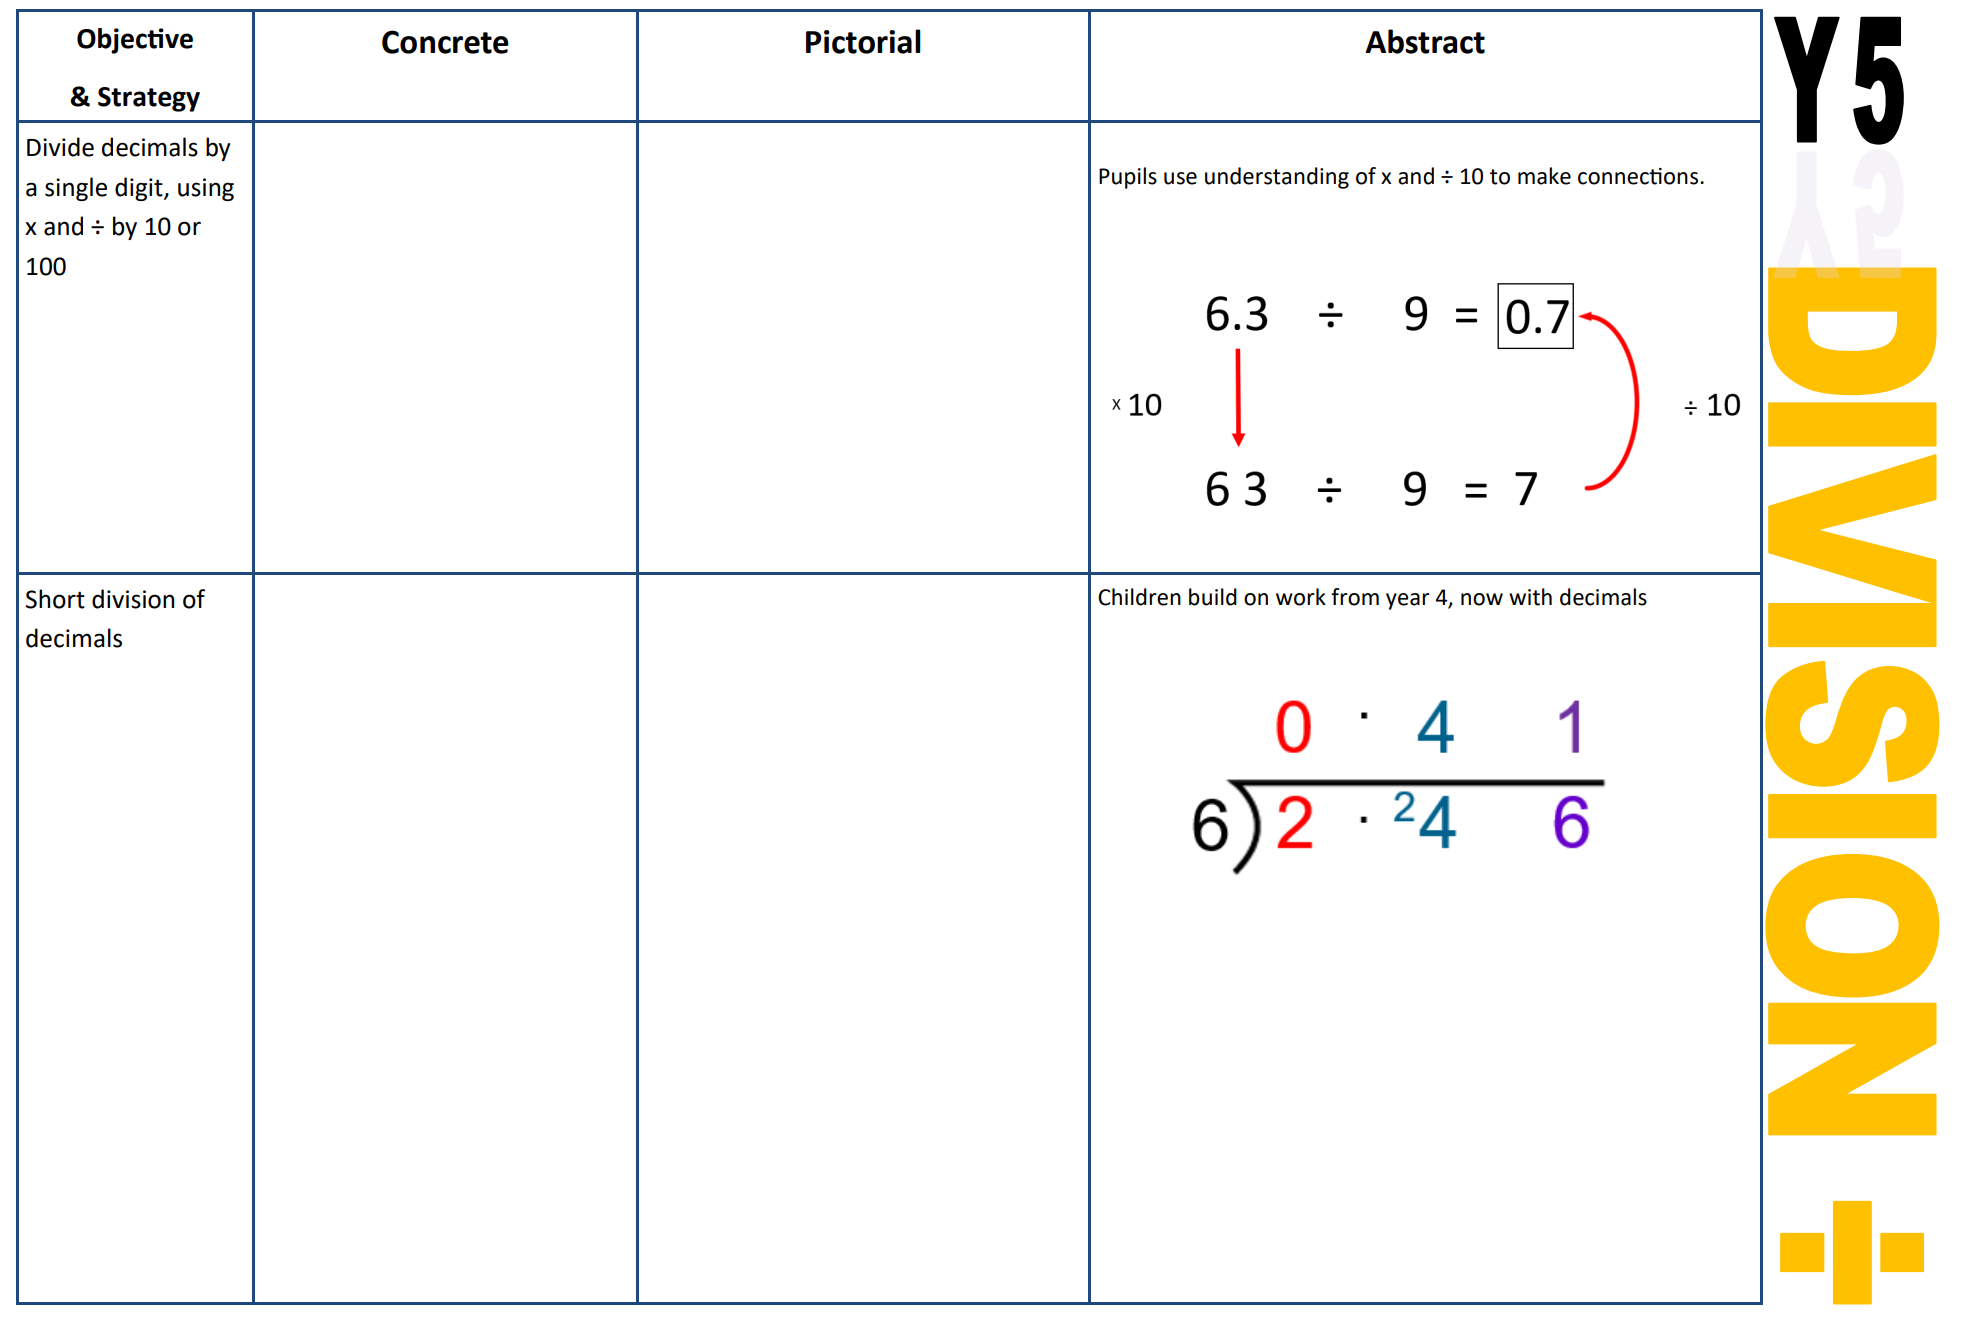 Objective
& Strategy
Concrete
Pictorial
Abstract
Divide decimals by
a single digit, using
x and ÷ by 10 or
100
Pupils use understanding of x and ÷ 10 to make connections.
6.3 ÷ 9 = 0.7
x 10
÷ 10
6 3 ÷ 9 = 7
Short division of
decimals
Children build on work from year 4, now with decimals
0 . 4 1
6 ) 2 . ²4 6
Y5
DIVISION ÷